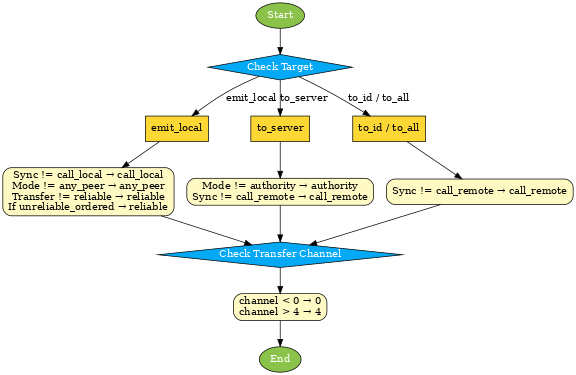 Start
Check Target
emit_local
to_server
to_id / to_all
emit_local
to_server
to_id / to_all
Sync != call_local → call_local
Mode != any_peer → any_peer
Transfer != reliable → reliable
If unreliable_ordered → reliable
Mode != authority → authority
Sync != call_remote → call_remote
Sync != call_remote → call_remote
Check Transfer Channel
channel < 0 → 0
channel > 4 → 4
End